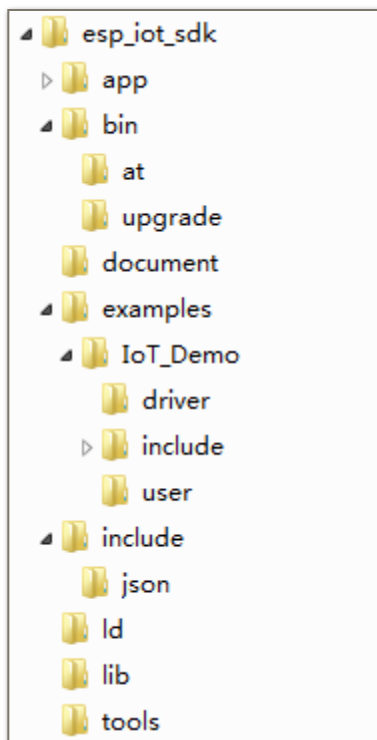 esp_iot_sdk
app
bin
at
upgrade
document
examples
IoT_Demo
driver
include
user
include
json
ld
lib
tools